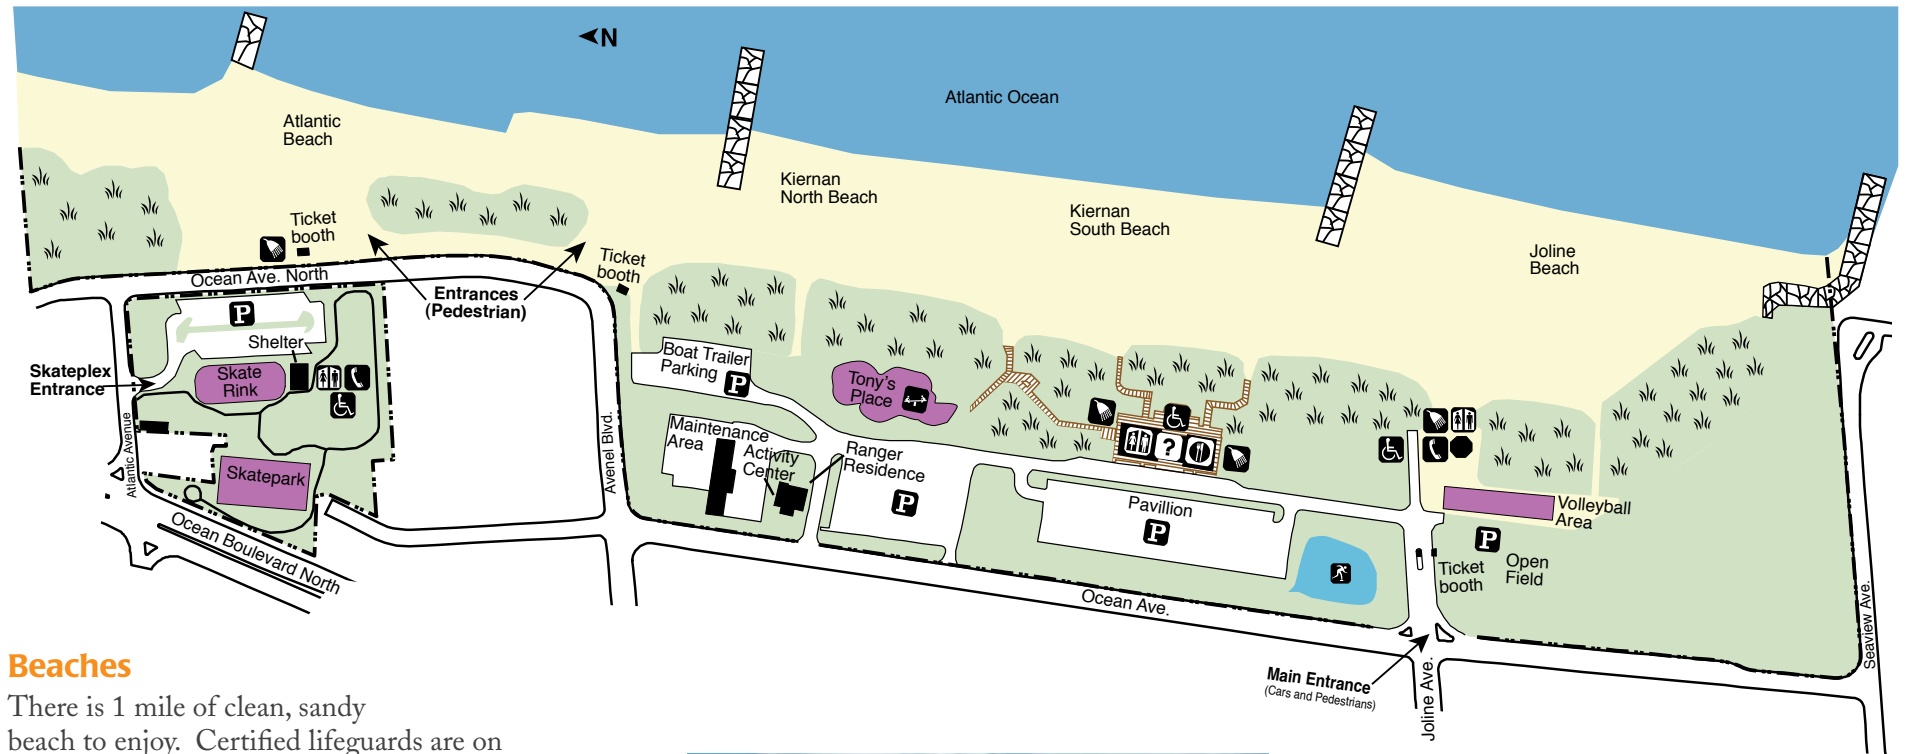 N
Atlantic Ocean
Atlantic
Beach
Kiernan
North Beach
Kiernan
South Beach
Joline
Beach
Ticket
booth
Ticket
booth
Ocean Ave. North
Entrances
(Pedestrian)
P
Shelter
Skateplex
Entrance
Skate
Rink
Atlantic Avenue
Skatepark
Ocean Boulevard North
Avenel Blvd.
Boat Trailer
Parking
P
Tony's
Place
Maintenance
Area
Activity
Center
Ranger
Residence
P
?
Pavillion
P
Volleyball
Area
P
Open
Field
Ticket
booth
Ocean Ave.
Main Entrance
(Cars and Pedestrians)
Joline Ave.
Seaview Ave.
Beaches
There is 1 mile of clean, sandy
beach to enjoy. Certified lifeguards are on